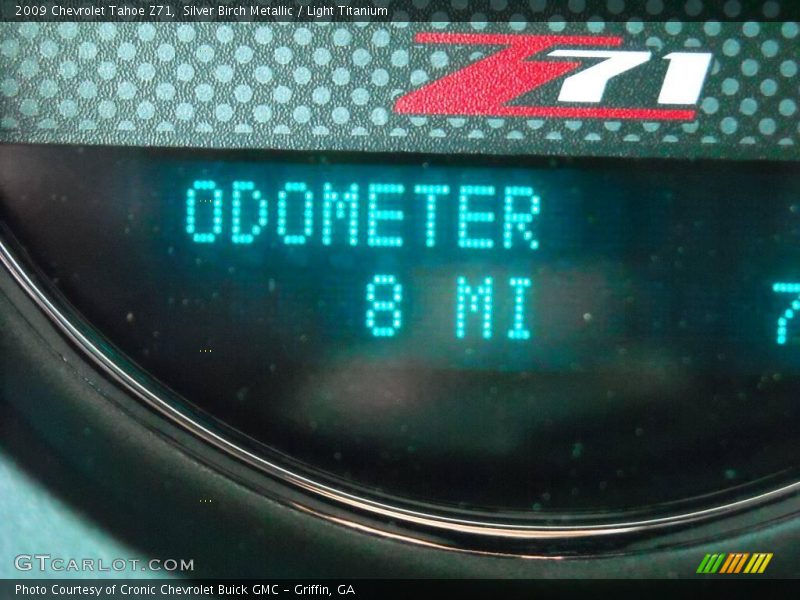 2009 Chevrolet Tahoe Z71, Silver Birch Metallic / Light Titanium
Z71
ODOMETER
8 MI 7
GTCARLOT.COM
Photo Courtesy of Cronic Chevrolet Buick GMC – Griffin, GA